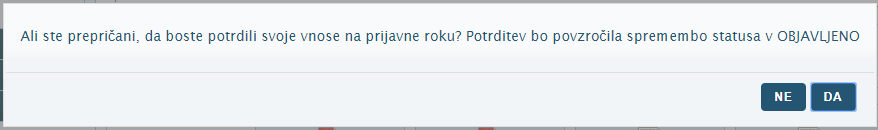 Ali ste prepričani, da boste potrdili svoje vnose na prijavne roku? Potrditev bo povzročila spremembo statusa v OBJAVLJENO
NE DA